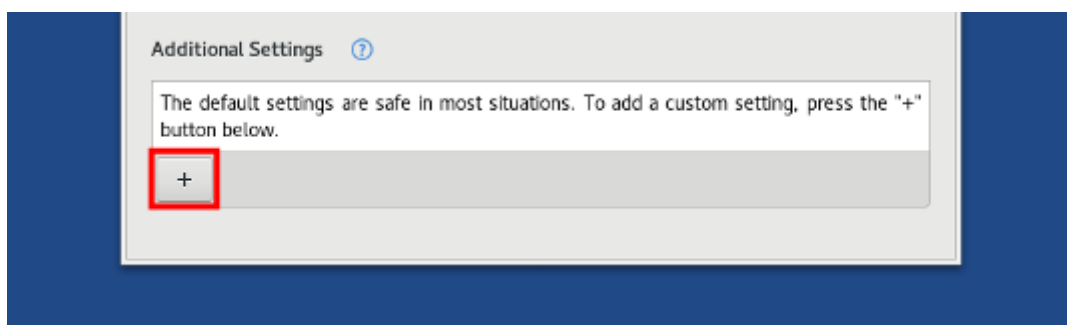 Additional Settings ?
The default settings are safe in most situations. To add a custom setting, press the "+"
button below.
+